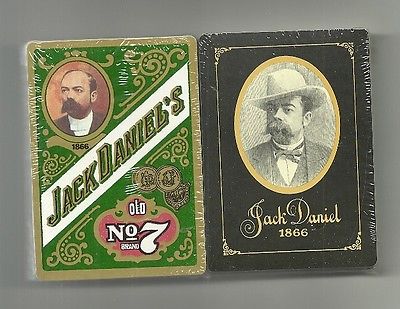 1866
JACK DANIEL'S
OLD
No 7
BRAND
Jack Daniel
1866